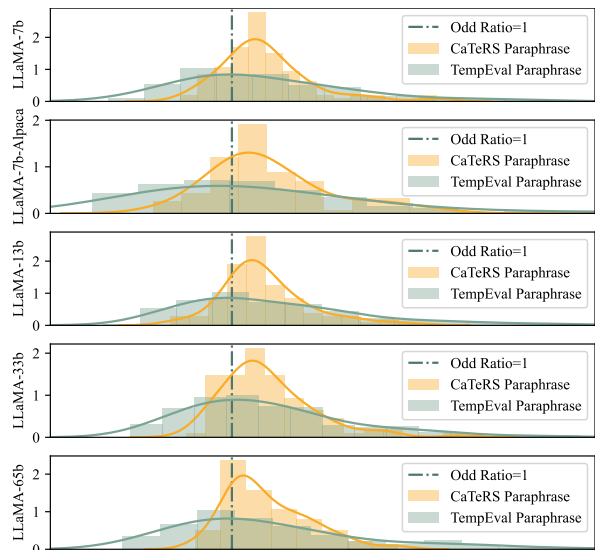 LLaMA-7b
2
1
0
Odd Ratio=1
CaTeRS Paraphrase
TempEval Paraphrase
LLaMA-7b-Alpaca
2
1
0
Odd Ratio=1
CaTeRS Paraphrase
TempEval Paraphrase
LLaMA-13b
2
1
0
Odd Ratio=1
CaTeRS Paraphrase
TempEval Paraphrase
LLaMA-33b
2
1
0
Odd Ratio=1
CaTeRS Paraphrase
TempEval Paraphrase
LLaMA-65b
2
1
0
Odd Ratio=1
CaTeRS Paraphrase
TempEval Paraphrase